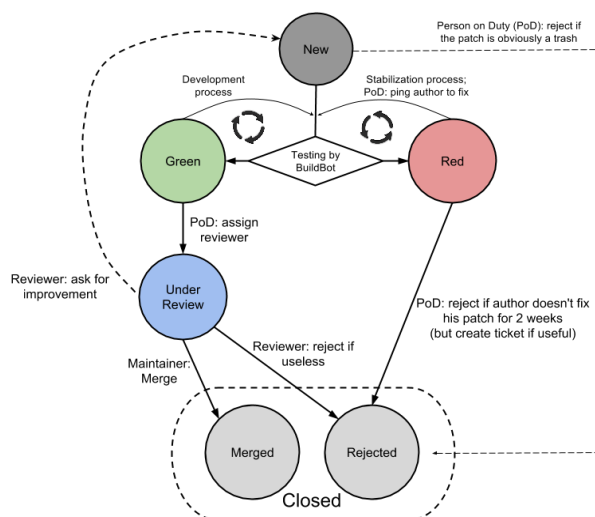 Person on Duty (PoD): reject if
the patch is obviously a trash
New
Development
process
Stabilization process;
PoD: ping author to fix
Green
Testing by
BuildBot
Red
PoD: assign
reviewer
Reviewer: ask for
improvement
Under
Review
PoD: reject if author doesn't fix
his patch for 2 weeks
(but create ticket if useful)
Reviewer: reject if
useless
Maintainer:
Merge
Merged
Rejected
Closed